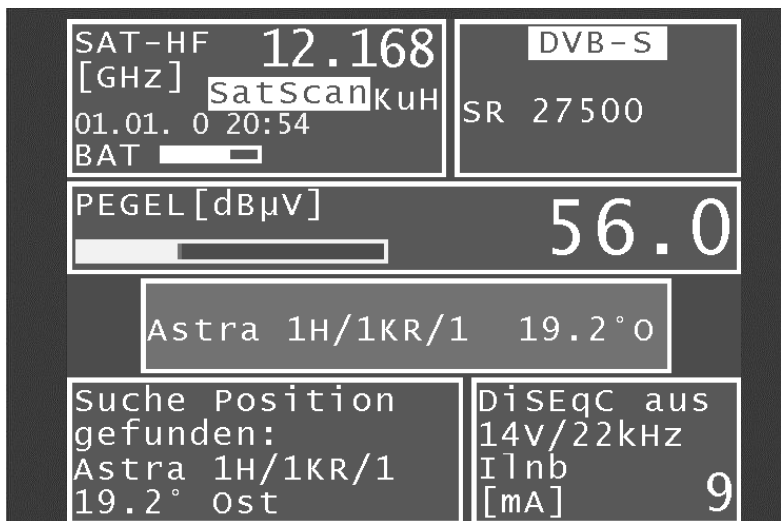 SAT-HF 12.168
[GHz]
SatScan KuH
01.01. 0 20:54
BAT
DVB-S
SR 27500
PEGEL[dBµV] 56.0
Astra 1H/1KR/1 19.2°O
Suche Position
gefunden:
Astra 1H/1KR/1
19.2° Ost
DiSEqC aus
14V/22kHz
Ilnb
[mA] 9